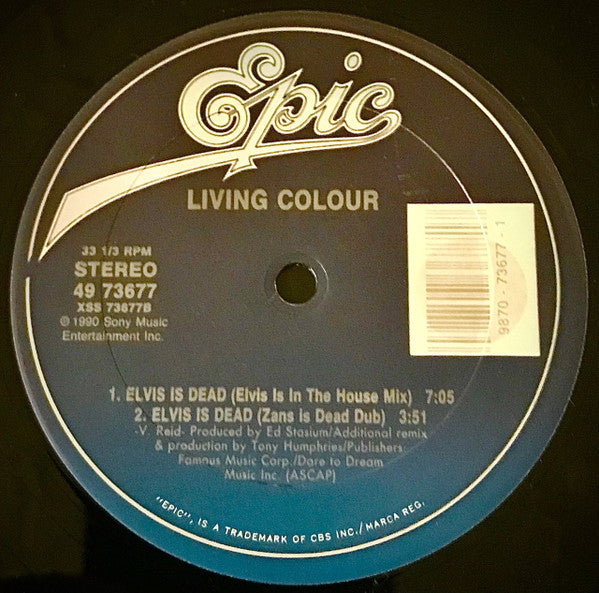 Epic
LIVING COLOUR
33 1/3 RPM
STEREO
49 73677
XSS 73677B
℗ 1990 Sony Music
Entertainment Inc.
9870 - 73677 - 1
1. ELVIS IS DEAD (Elvis Is In The House Mix) 7:05
2. ELVIS IS DEAD (Zans is Dead Dub) 3:51
-V. Reid- Produced by Ed Stasium/Additional remix
& production by Tony Humphries/Publishers:
Famous Music Corp./Dare to Dream
Music Inc. (ASCAP)
"EPIC", IS A TRADEMARK OF CBS INC./MARCA REG.